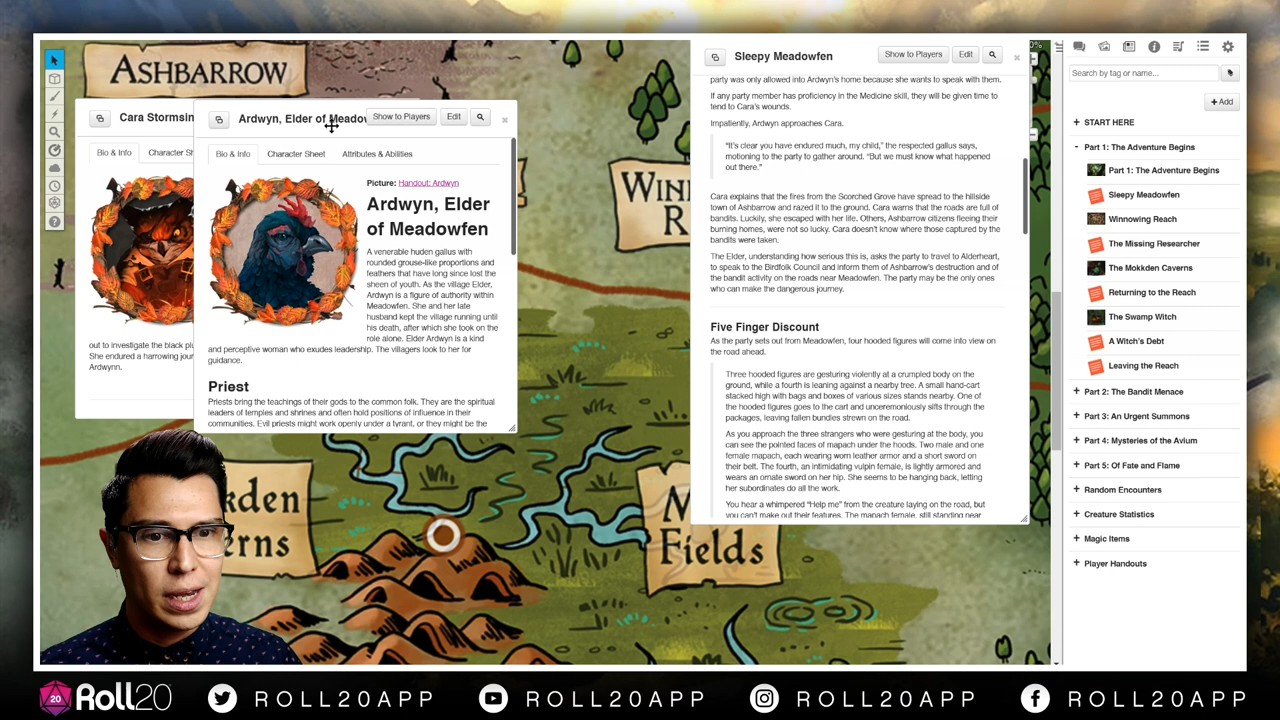 ASHBARROW
Cara Stormsin
Bio & Info
Character Sh
out to investigate the black pl
She endured a harrowing jour
Ardwynn.
Ardwyn, Elder of Meadow
Show to Players
Edit
Bio & Info
Character Sheet
Attributes & Abilities
Picture: Handout: Ardwyn
Ardwyn, Elder
of Meadowfen
A venerable huden gallus with
rounded grouse-like proportions and
feathers that have long since lost the
sheen of youth. As the village Elder,
Ardwyn is a figure of authority within
Meadowfen. She and her late
husband kept the village running until
his death, after which she took on the
role alone. Elder Ardwyn is a kind
and perceptive woman who exudes leadership. The villagers look to her for
guidance.
Priest
Priests bring the teachings of their gods to the common folk. They are the spiritual
leaders of temples and shrines and often hold positions of influence in their
communities. Evil priests might work openly under a tyrant, or they might be the
WIN
R
kden
erns
M
Fields
Sleepy Meadowfen
Show to Players
Edit
party was only allowed into Ardwyn's home because she wants to speak with them.
If any party member has proficiency in the Medicine skill, they will be given time to
tend to Cara's wounds.
Impatiently, Ardwyn approaches Cara.
“It's clear you have endured much, my child,” the respected gallus says,
motioning to the party to gather around. “But we must know what happened
out there.”
Cara explains that the fires from the Scorched Grove have spread to the hillside
town of Ashbarrow and razed it to the ground. Cara warns that the roads are full of
bandits. Luckily, she escaped with her life. Others, Ashbarrow citizens fleeing their
burning homes, were not so lucky. Cara doesn't know where those captured by the
bandits were taken.
The Elder, understanding how serious this is, asks the party to travel to Alderheart,
to speak to the Birdfolk Council and inform them of Ashbarrow's destruction and of
the bandit activity on the roads near Meadowfen. The party may be the only ones
who can make the dangerous journey.
Five Finger Discount
As the party sets out from Meadowfen, four hooded figures will come into view on
the road ahead.
Three hooded figures are gesturing violently at a crumpled body on the
ground, while a fourth is leaning against a nearby tree. A small hand-cart
stacked high with bags and boxes of various sizes stands nearby. One of
the hooded figures goes to the cart and unceremoniously sifts through the
packages, leaving fallen bundles strewn on the road.
As you approach the three strangers who were gesturing at the body, you
can see the pointed faces of mapach under the hoods. Two male and one
female mapach, each wearing worn leather armor and a short sword on
their belt. The fourth, an intimidating vulpin female, is lightly armored and
wears an ornate sword on her hip. She seems to be hanging back, letting
her subordinates do all the work.
You hear a whimpered “Help me” from the creature laying on the road, but
you can't make out their features. The mapach female, still standing near
0%
Search by tag or name...
+ Add
+ START HERE
- Part 1: The Adventure Begins
Part 1: The Adventure Begins
Sleepy Meadowfen
Winnowing Reach
The Missing Researcher
The Mokkden Caverns
Returning to the Reach
The Swamp Witch
A Witch's Debt
Leaving the Reach
+ Part 2: The Bandit Menace
+ Part 3: An Urgent Summons
+ Part 4: Mysteries of the Avium
+ Part 5: Of Fate and Flame
+ Random Encounters
+ Creature Statistics
+ Magic Items
+ Player Handouts
20 Roll20
ROLL20APP
ROLL20APP
ROLL20APP
ROLL20APP